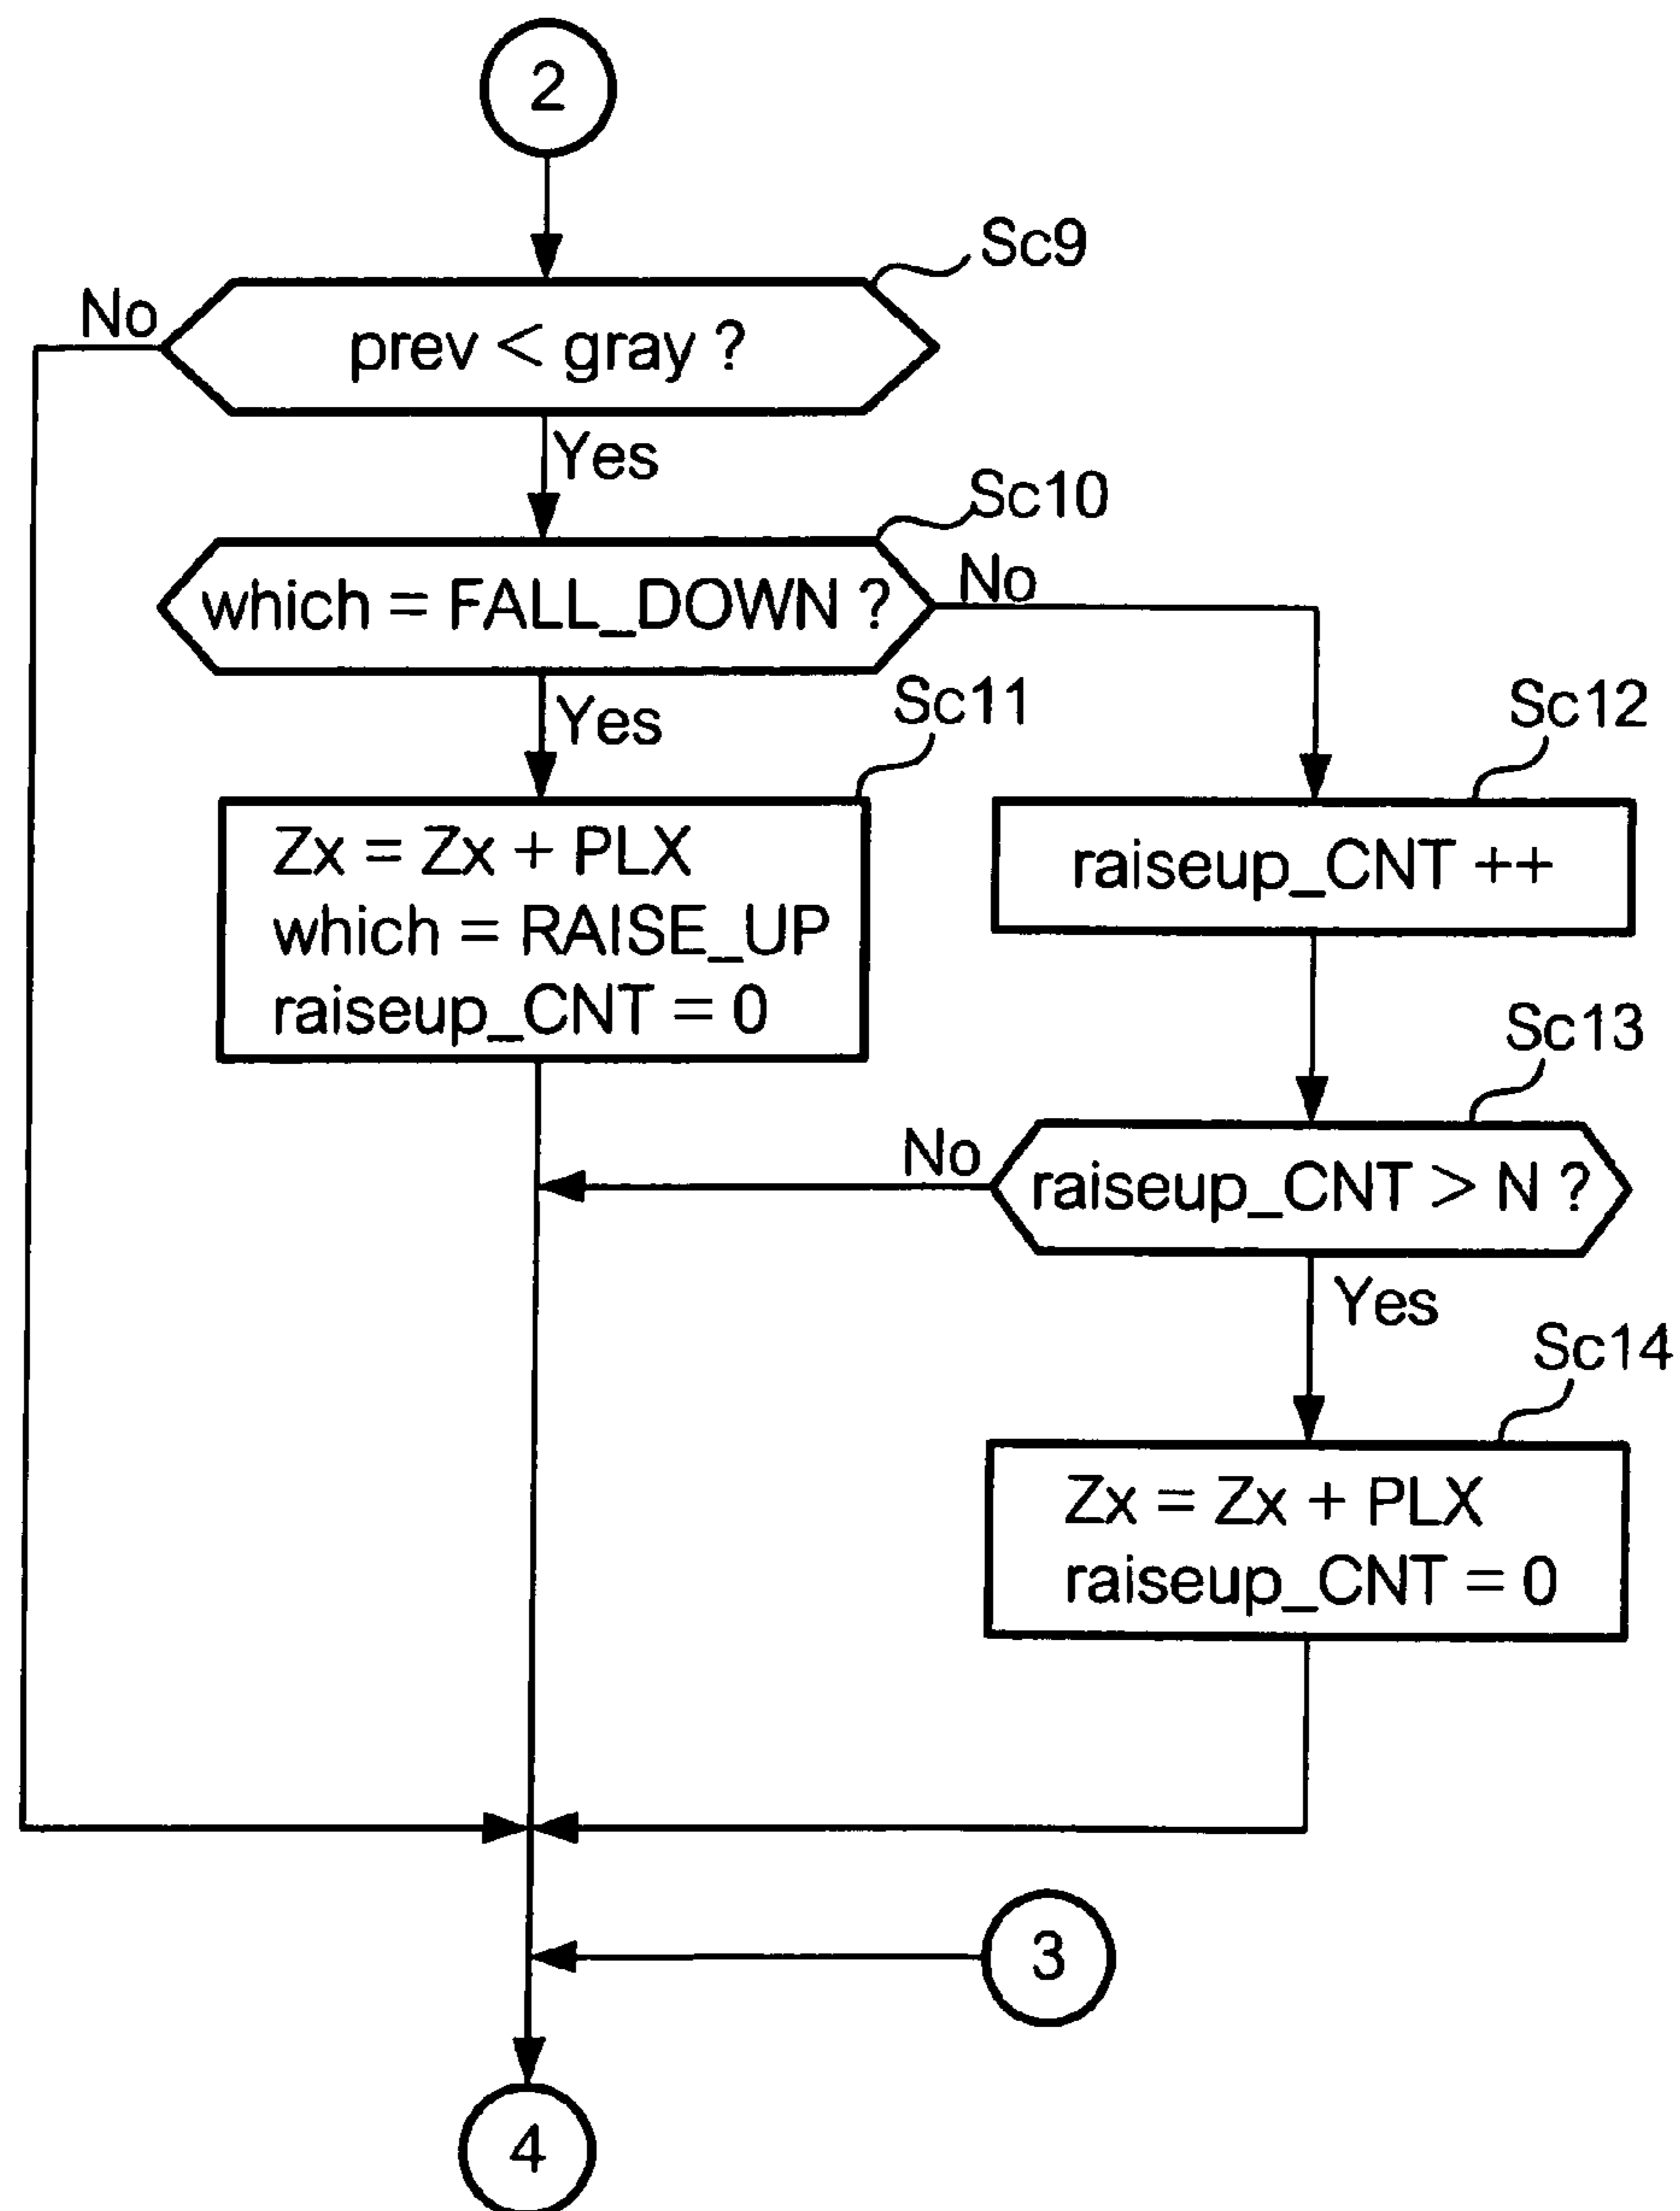 2
Sc9
No
prev < gray ?
Yes
Sc10
which = FALL_DOWN ?
No
Yes
Sc11
Sc12
Zx = Zx + PLX
which = RAISE_UP
raiseup_CNT = 0
raiseup_CNT ++
Sc13
No
raiseup_CNT > N ?
Yes
Sc14
Zx = Zx + PLX
raiseup_CNT = 0
3
4